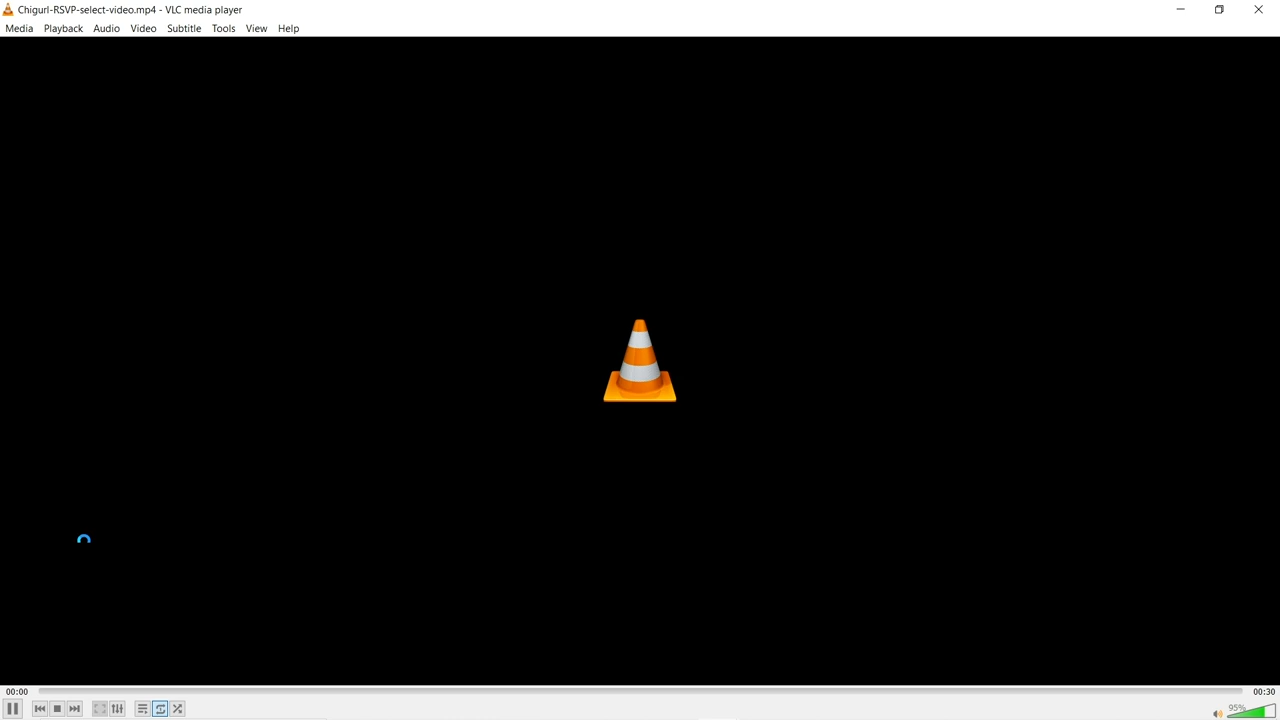 Chigurl-RSVP-select-video.mp4 - VLC media player
Media Playback Audio Video Subtitle Tools View Help
00:00 00:30
95%